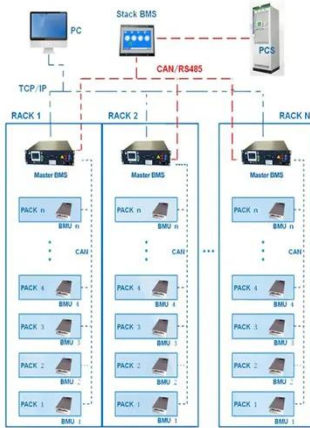 PC
Stack BMS
PCS
CAN/RS485
TCP/IP
RACK 1
RACK 2
RACK N
Master BMS
Master BMS
Master BMS
PACK n
BMU n
PACK n
BMU n
PACK n
BMU n
CAN
CAN
CAN
PACK 4
BMU 4
PACK 4
BMU 4
PACK 4
BMU 4
PACK 3
BMU 3
PACK 3
BMU 3
PACK 3
BMU 3
PACK 2
BMU 2
PACK 2
BMU 2
PACK 2
BMU 2
PACK 1
BMU 1
PACK 1
BMU 1
PACK 1
BMU 1